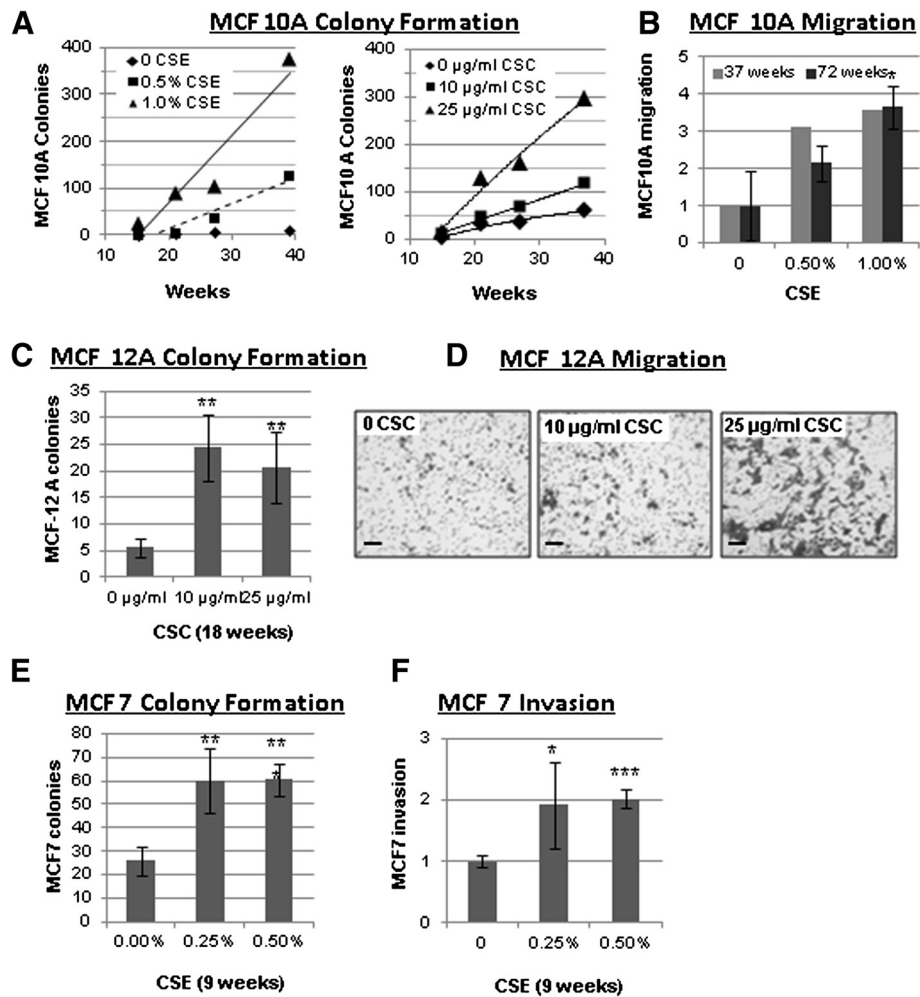 A MCF 10A Colony Formation
MCF 10A Colonies
400
300
200
100
0
0 CSE
0.5% CSE
1.0% CSE
10 20 30 40
Weeks
MCF10 A Colonies
400
300
200
100
0
0 µg/ml CSC
10 µg/ml CSC
25 µg/ml CSC
10 20 30 40
Weeks
B MCF 10A Migration
MCF10A migration
5
4
3
2
1
0
37 weeks 72 weeks
*
0 0.50% 1.00%
CSE
C MCF 12A Colony Formation
MCF-12 A colonies
35
30
25
20
15
10
5
0
** **
0 µg/ml 10 µg/ml 25 µg/ml
CSC (18 weeks)
D MCF 12A Migration
0 CSC
10 µg/ml CSC
25 µg/ml CSC
E MCF7 Colony Formation
MCF7 colonies
80
70
60
50
40
30
20
10
0
** **
*
0.00% 0.25% 0.50%
CSE (9 weeks)
F MCF 7 Invasion
MCF7 invasion
3
2
1
0
* ***
0 0.25% 0.50%
CSE (9 weeks)